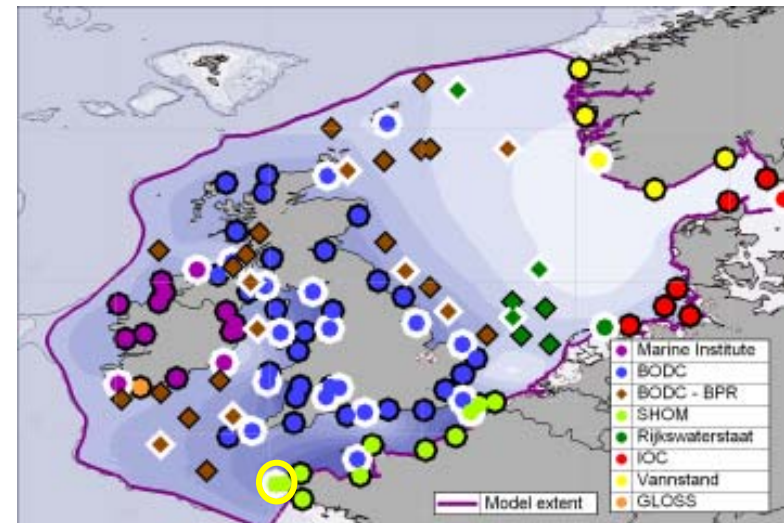 Marine Institute
BODC
BODC - BPR
SHOM
Rijkswaterstaat
IOC
Vannstand
GLOSS
Model extent